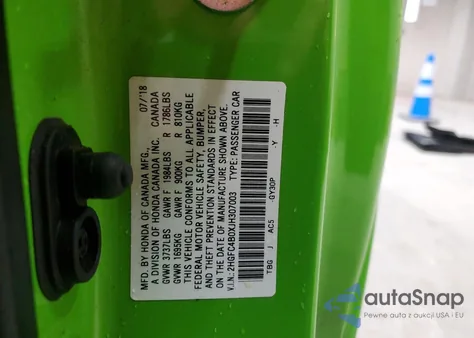 MFD. BY HONDA OF CANADA MFG., 07/18
A DIVISION OF HONDA CANADA INC. CANADA
GVWR 3737LBS GAWR F 1984LBS R 1786LBS
GVWR 1695KG GAWR F 900KG R 810KG
THIS VEHICLE CONFORMS TO ALL APPLICABLE
FEDERAL MOTOR VEHICLE SAFETY, BUMPER,
AND THEFT PREVENTION STANDARDS IN EFFECT
ON THE DATE OF MANUFACTURE SHOWN ABOVE.
V.I.N.: 2HGFC4B0XJH307003 TYPE: PASSENGER CAR
TBG J AC5 -GY30P -Y -H
autoSnap
Pewne auta z aukcji USA i EU